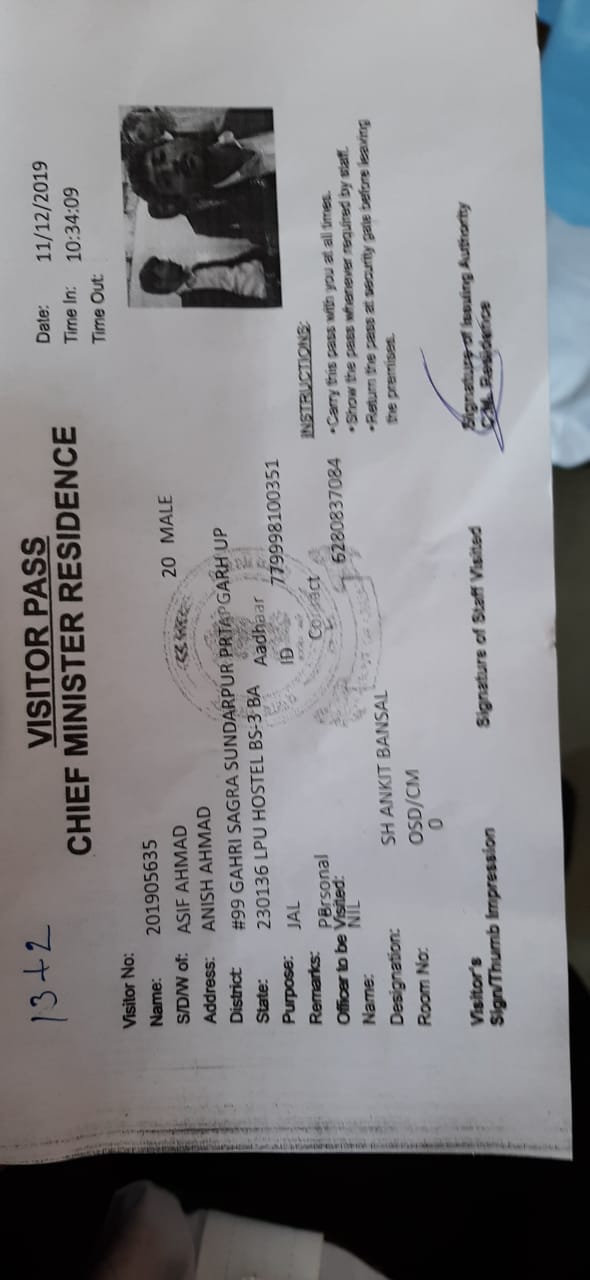 13+2
VISITOR PASS
CHIEF MINISTER RESIDENCE
Date: 11/12/2019
Time In: 10:34:09
Time Out:
Visitor No: 201905635
Name: ASIF AHMAD 20 MALE
S/D/W of: ANISH AHMAD
Address: #99 GAHRI SAGRA SUNDARPUR PRTAPGARH UP
District: 230136 LPU HOSTEL BS-3 BA Aadhaar 779998100351
State: JAL ID
Purpose: Personal Contact 6280837084
Remarks: NIL
Officer to be Visited:
Name: SH ANKIT BANSAL
Designation: OSD/CM
Room No: 0
INSTRUCTIONS:
•Carry this pass with you at all times.
•Show the pass whenever required by staff.
•Return the pass at security gate before leaving
the premises.
Visitor's
Sign/Thumb Impression
Signature of Staff Visited
Signature of Issuing Authority
C.M. Residence